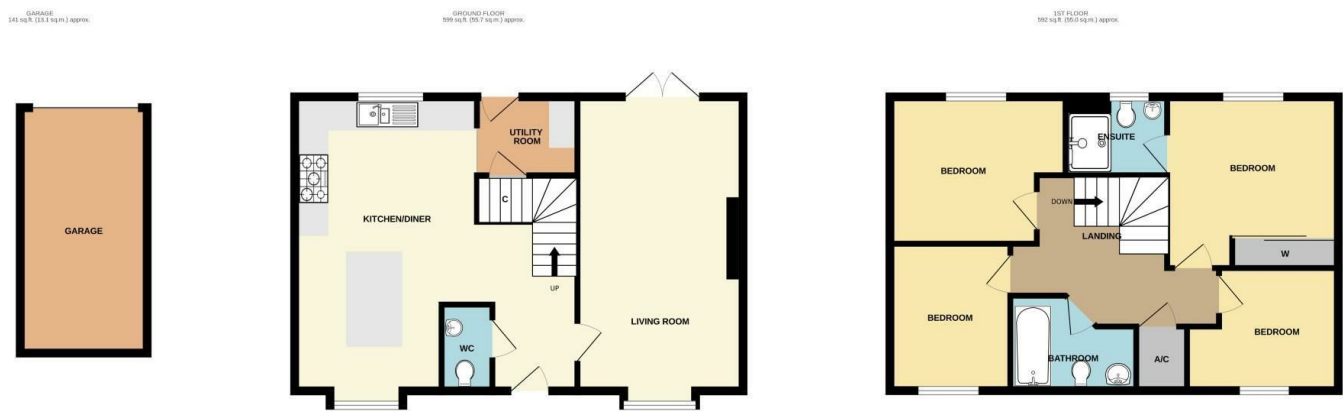 GARAGE
141 sq.ft. (13.1 sq.m.) approx.
GROUND FLOOR
599 sq.ft. (55.7 sq.m.) approx.
1ST FLOOR
592 sq.ft. (55.0 sq.m.) approx.
GARAGE
UTILITY
ROOM
C
KITCHEN/DINER
UP
LIVING ROOM
WC
ENSUITE
BEDROOM
BEDROOM
DOWN
LANDING
W
BEDROOM
BEDROOM
BATHROOM
A/C